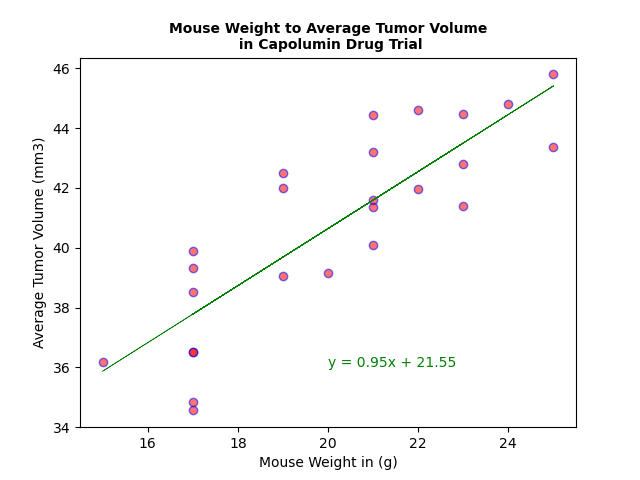 Mouse Weight to Average Tumor Volume
in Capolumin Drug Trial
46
44
42
40
38
36
34
Average Tumor Volume (mm3)
y = 0.95x + 21.55
16
18
20
22
24
Mouse Weight in (g)